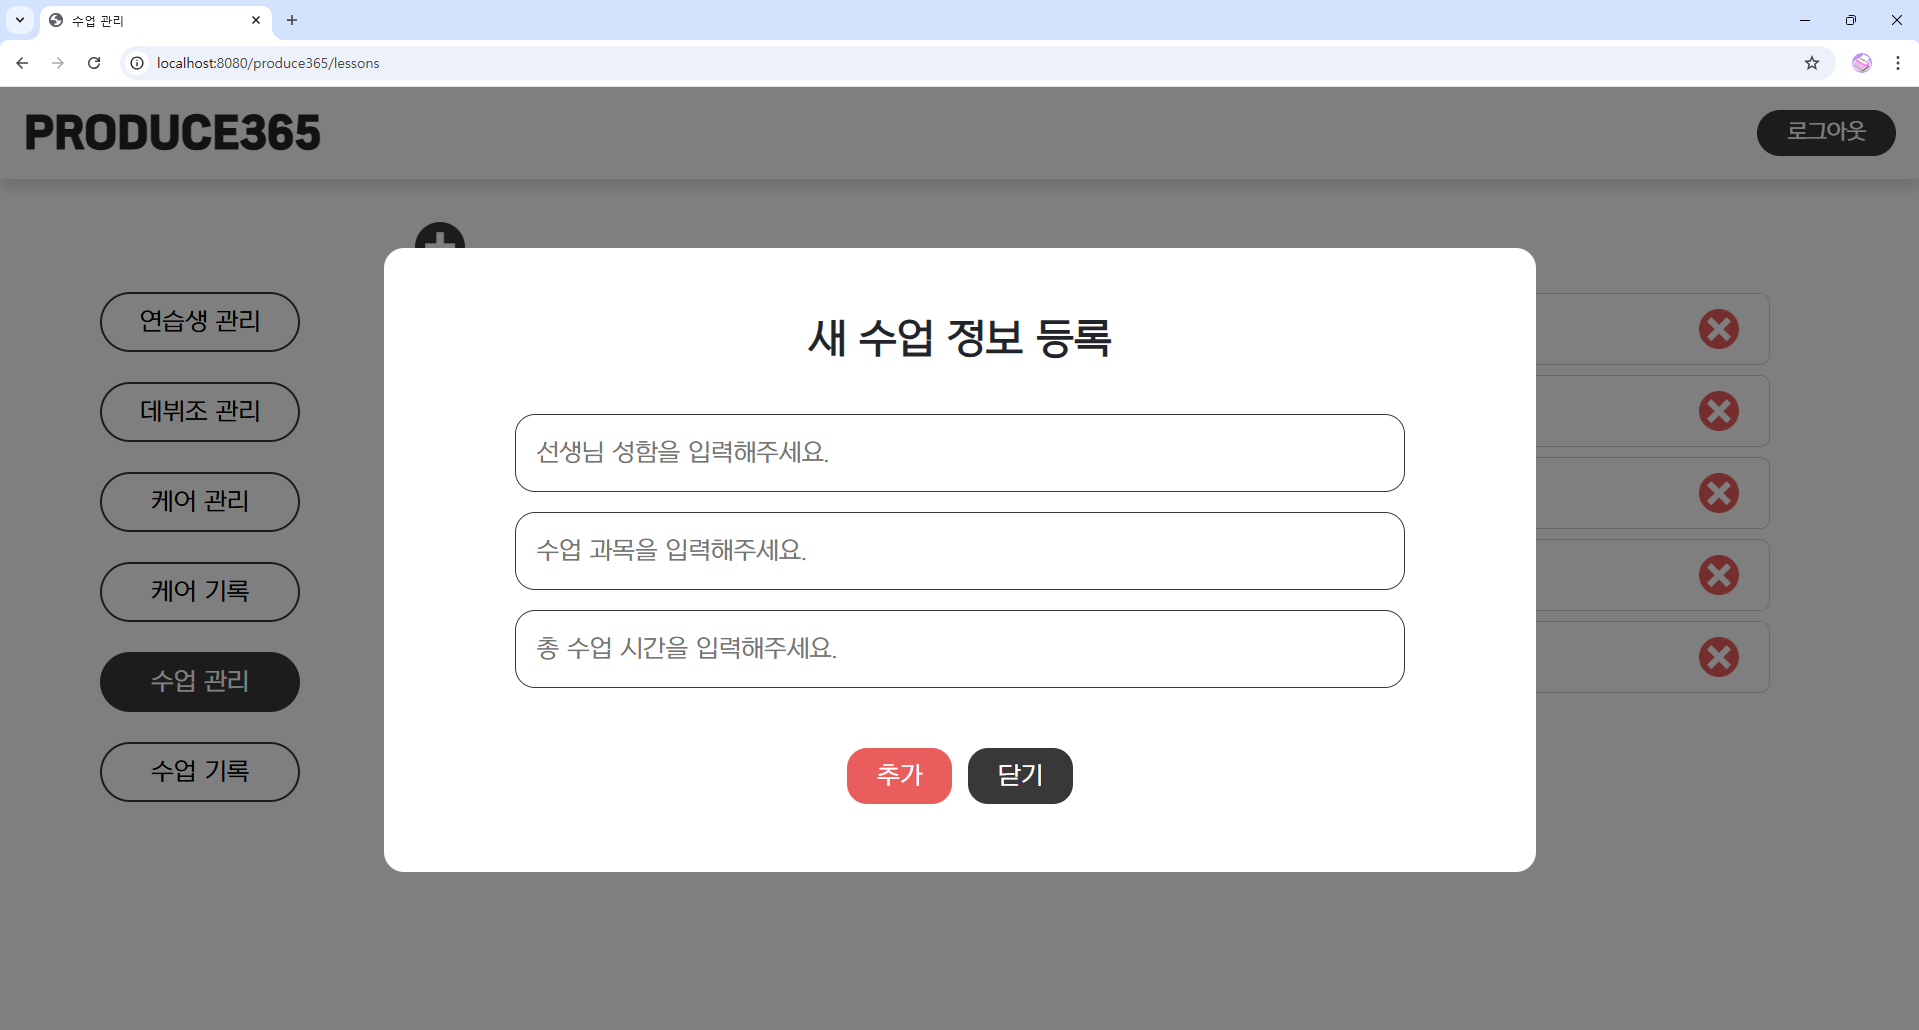 수업 관리
localhost:8080/produce365/lessons
PRODUCE365
로그아웃
연습생 관리
데뷔조 관리
케어 관리
케어 기록
수업 관리
수업 기록
새 수업 정보 등록
선생님 성함을 입력해주세요.
수업 과목을 입력해주세요.
총 수업 시간을 입력해주세요.
추가
닫기